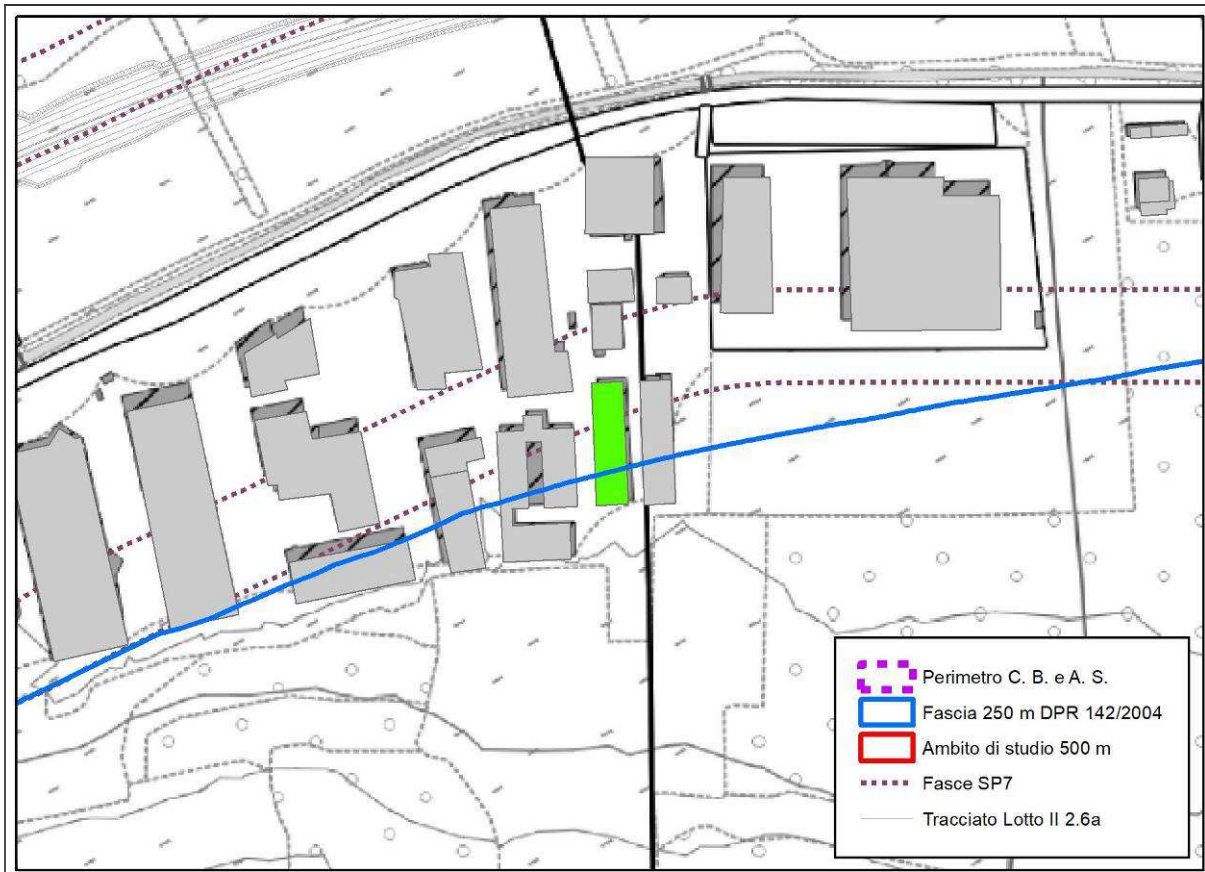 Perimetro C. B. e A. S.
Fascia 250 m DPR 142/2004
Ambito di studio 500 m
Fasce SP7
Tracciato Lotto II 2.6a